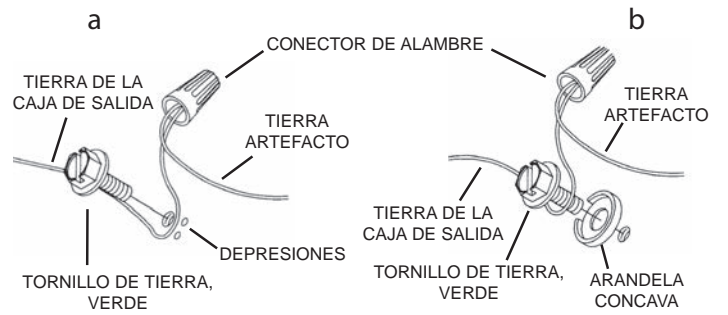 a
b
CONECTOR DE ALAMBRE
TIERRA DE LA
CAJA DE SALIDA
TIERRA
ARTEFACTO
TIERRA
ARTEFACTO
DEPRESIONES
TORNILLO DE TIERRA,
VERDE
TIERRA DE LA
CAJA DE SALIDA
TORNILLO DE TIERRA,
VERDE
ARANDELA
CONCAVA